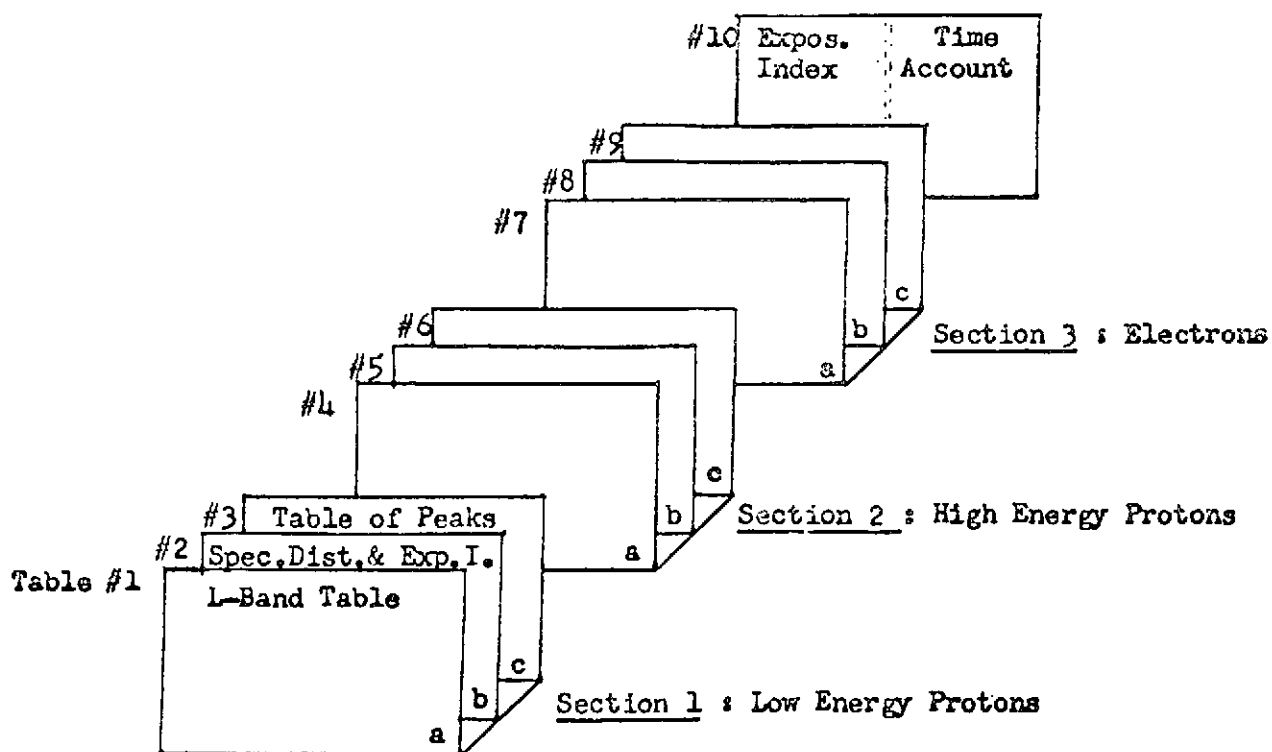 #10 Expos. Time
Index Account
#9
#8
#7
c
b
a
Section 3 : Electrons
#6
#5
#4
c
b
a
Section 2 : High Energy Protons
#3 Table of Peaks
#2 Spec.Dist.& Exp.I.
Table #1 L-Band Table
c
b
a
Section 1 : Low Energy Protons